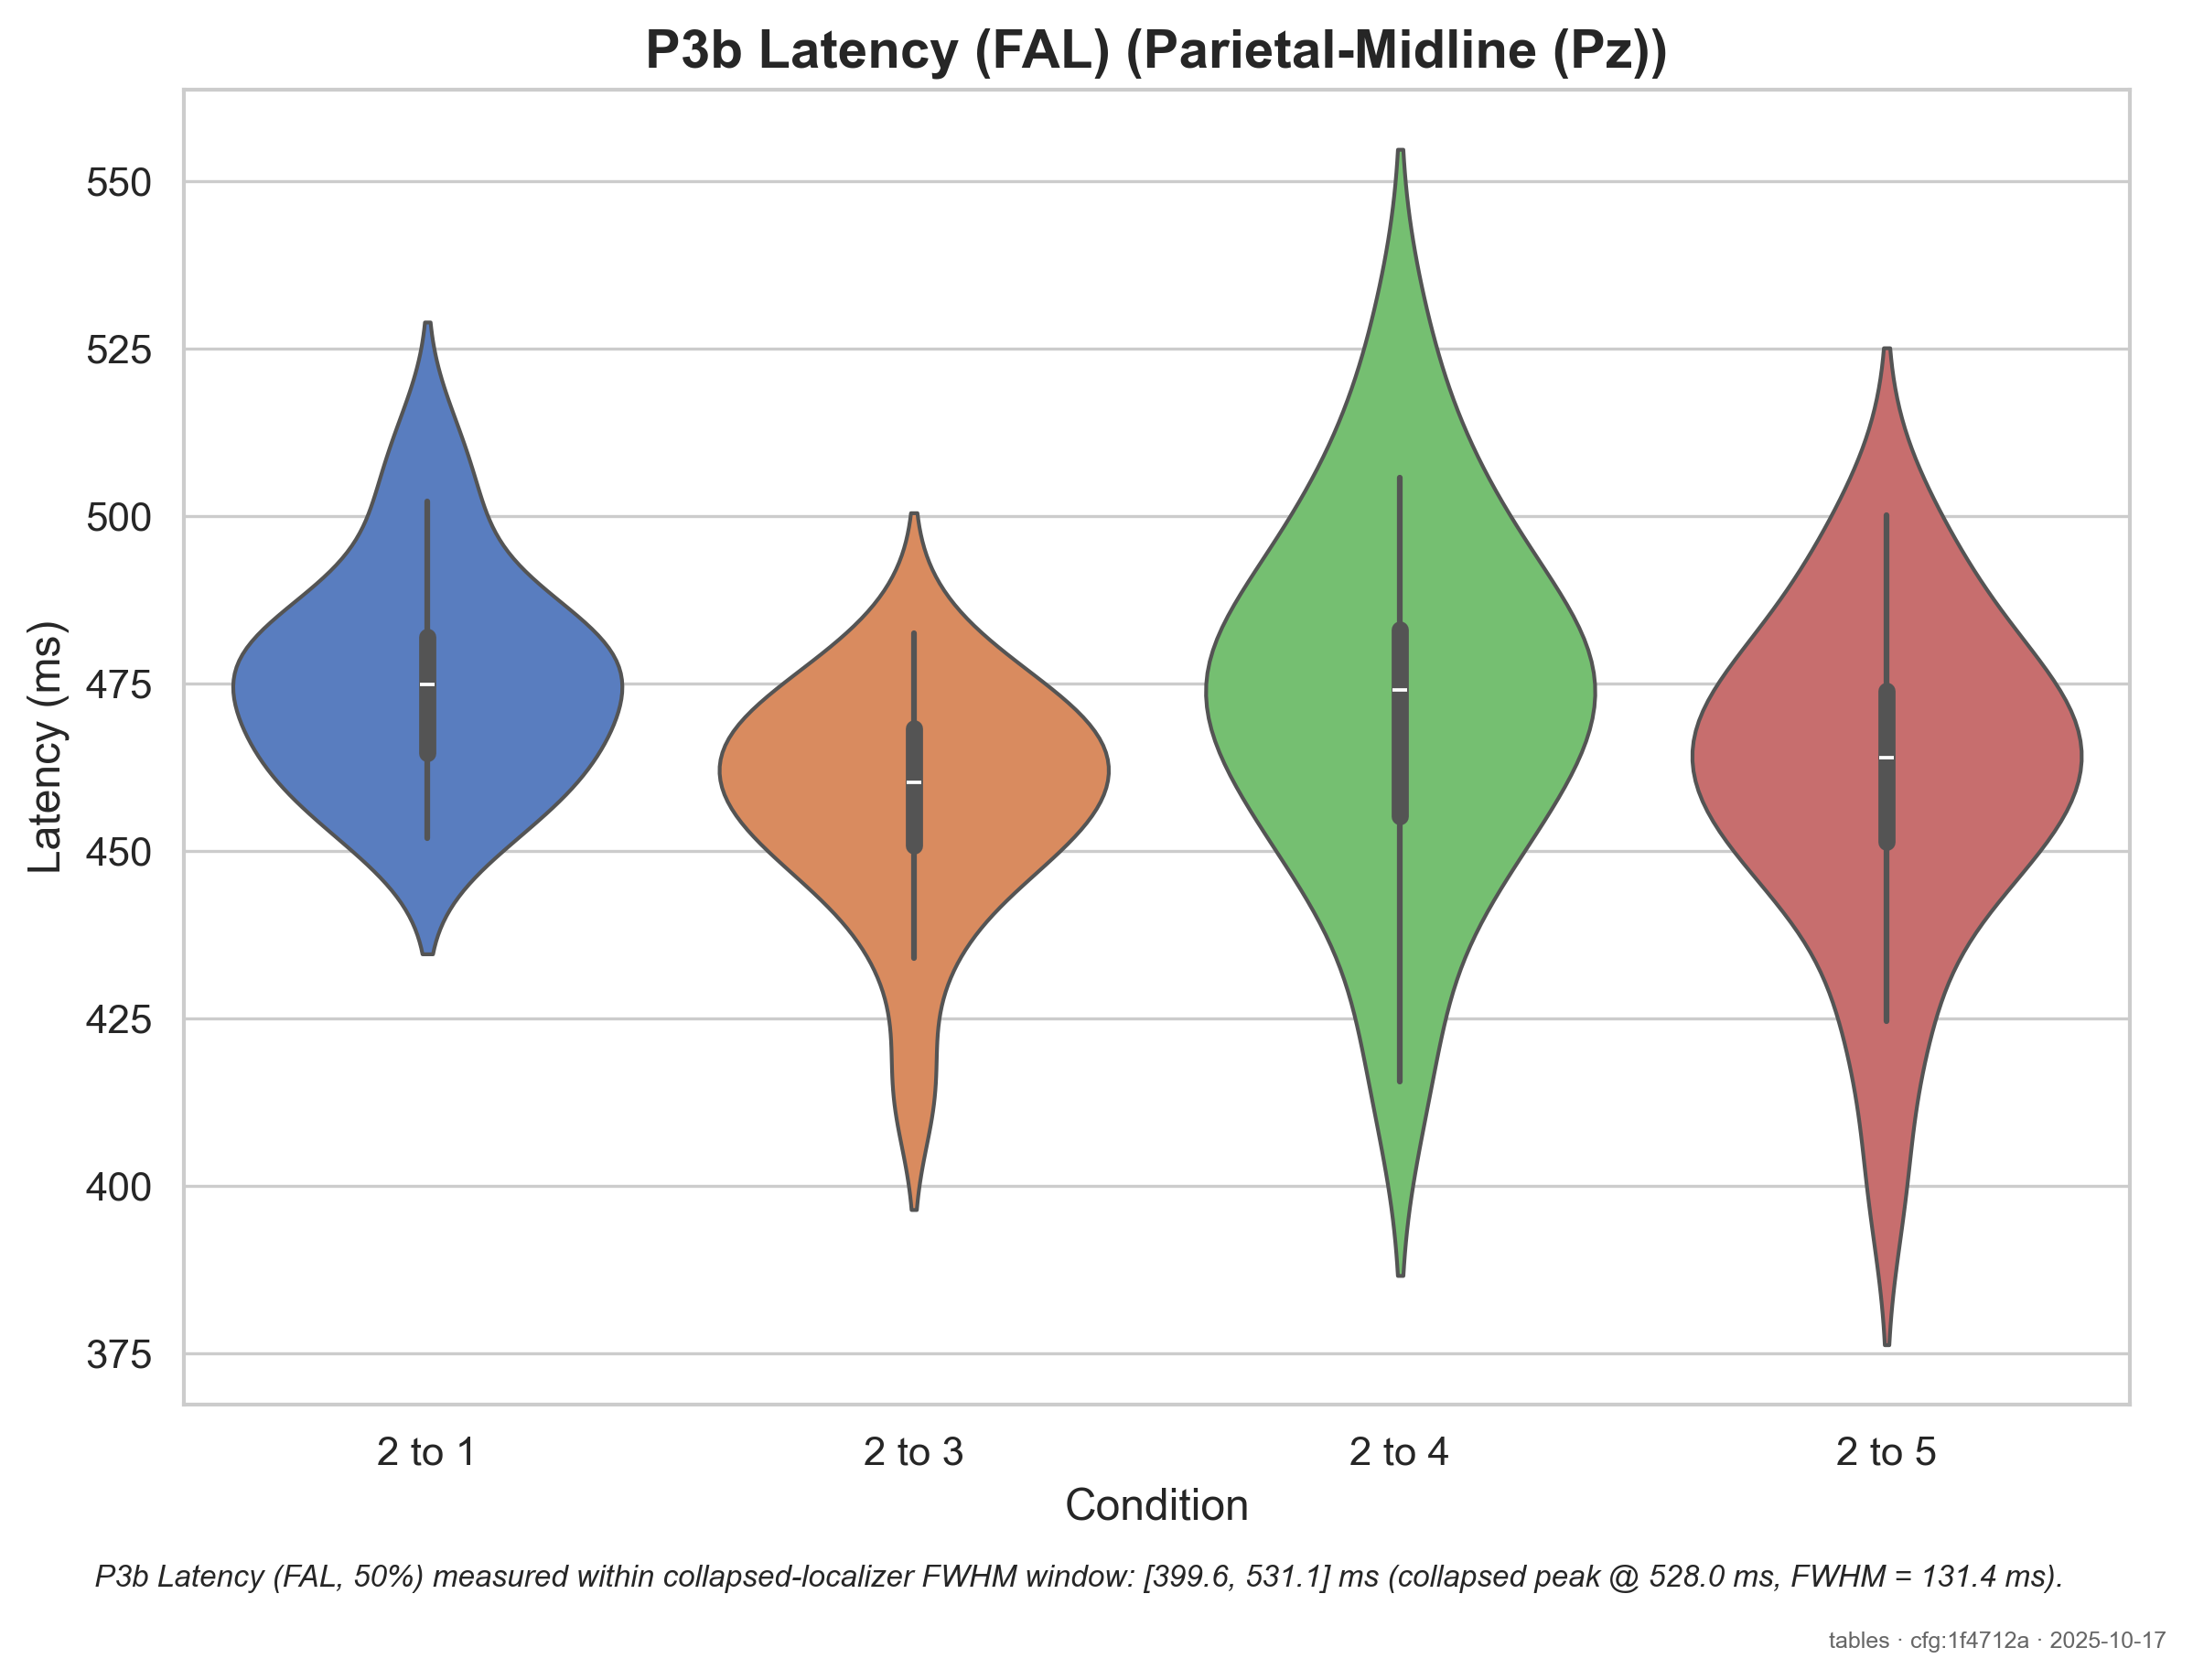 P3b Latency (FAL) (Parietal-Midline (Pz))
Latency (ms)
550
525
500
475
450
425
400
375
2 to 1
2 to 3
2 to 4
2 to 5
Condition
P3b Latency (FAL, 50%) measured within collapsed-localizer FWHM window: [399.6, 531.1] ms (collapsed peak @ 528.0 ms, FWHM = 131.4 ms).
tables · cfg:1f4712a · 2025-10-17